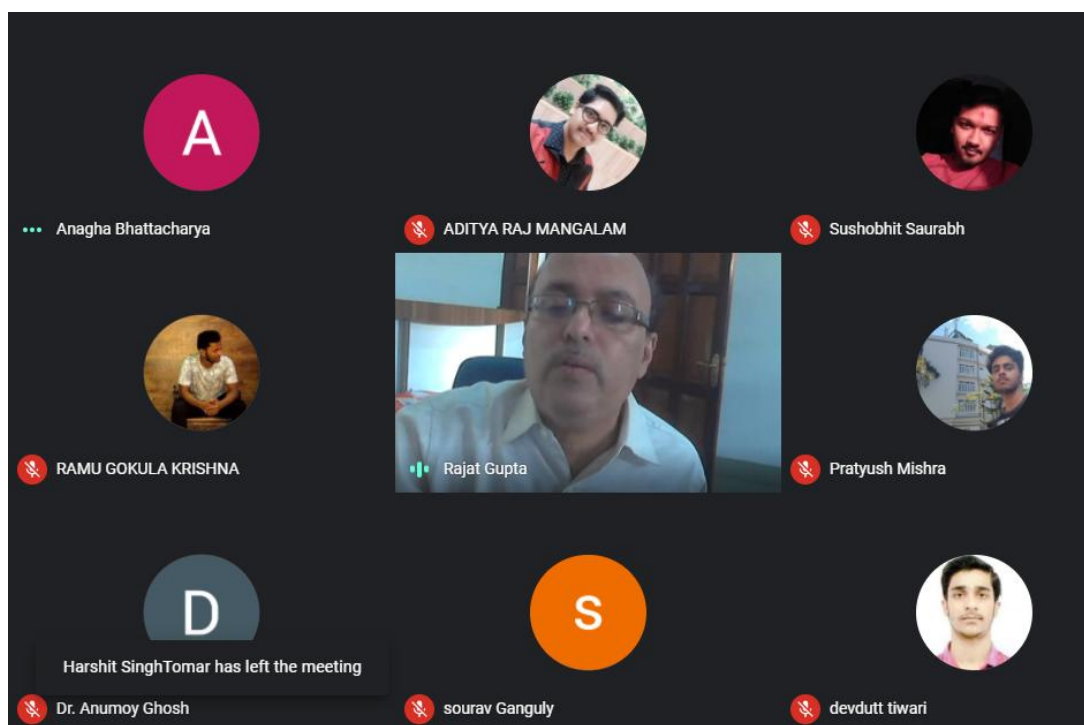 A
Anagha Bhattacharya
ADITYA RAJ MANGALAM
Sushobhit Saurabh
RAMU GOKULA KRISHNA
Rajat Gupta
Pratyush Mishra
D
Harshit SinghTomar has left the meeting
Dr. Anumoy Ghosh
S
sourav Ganguly
devdutt tiwari